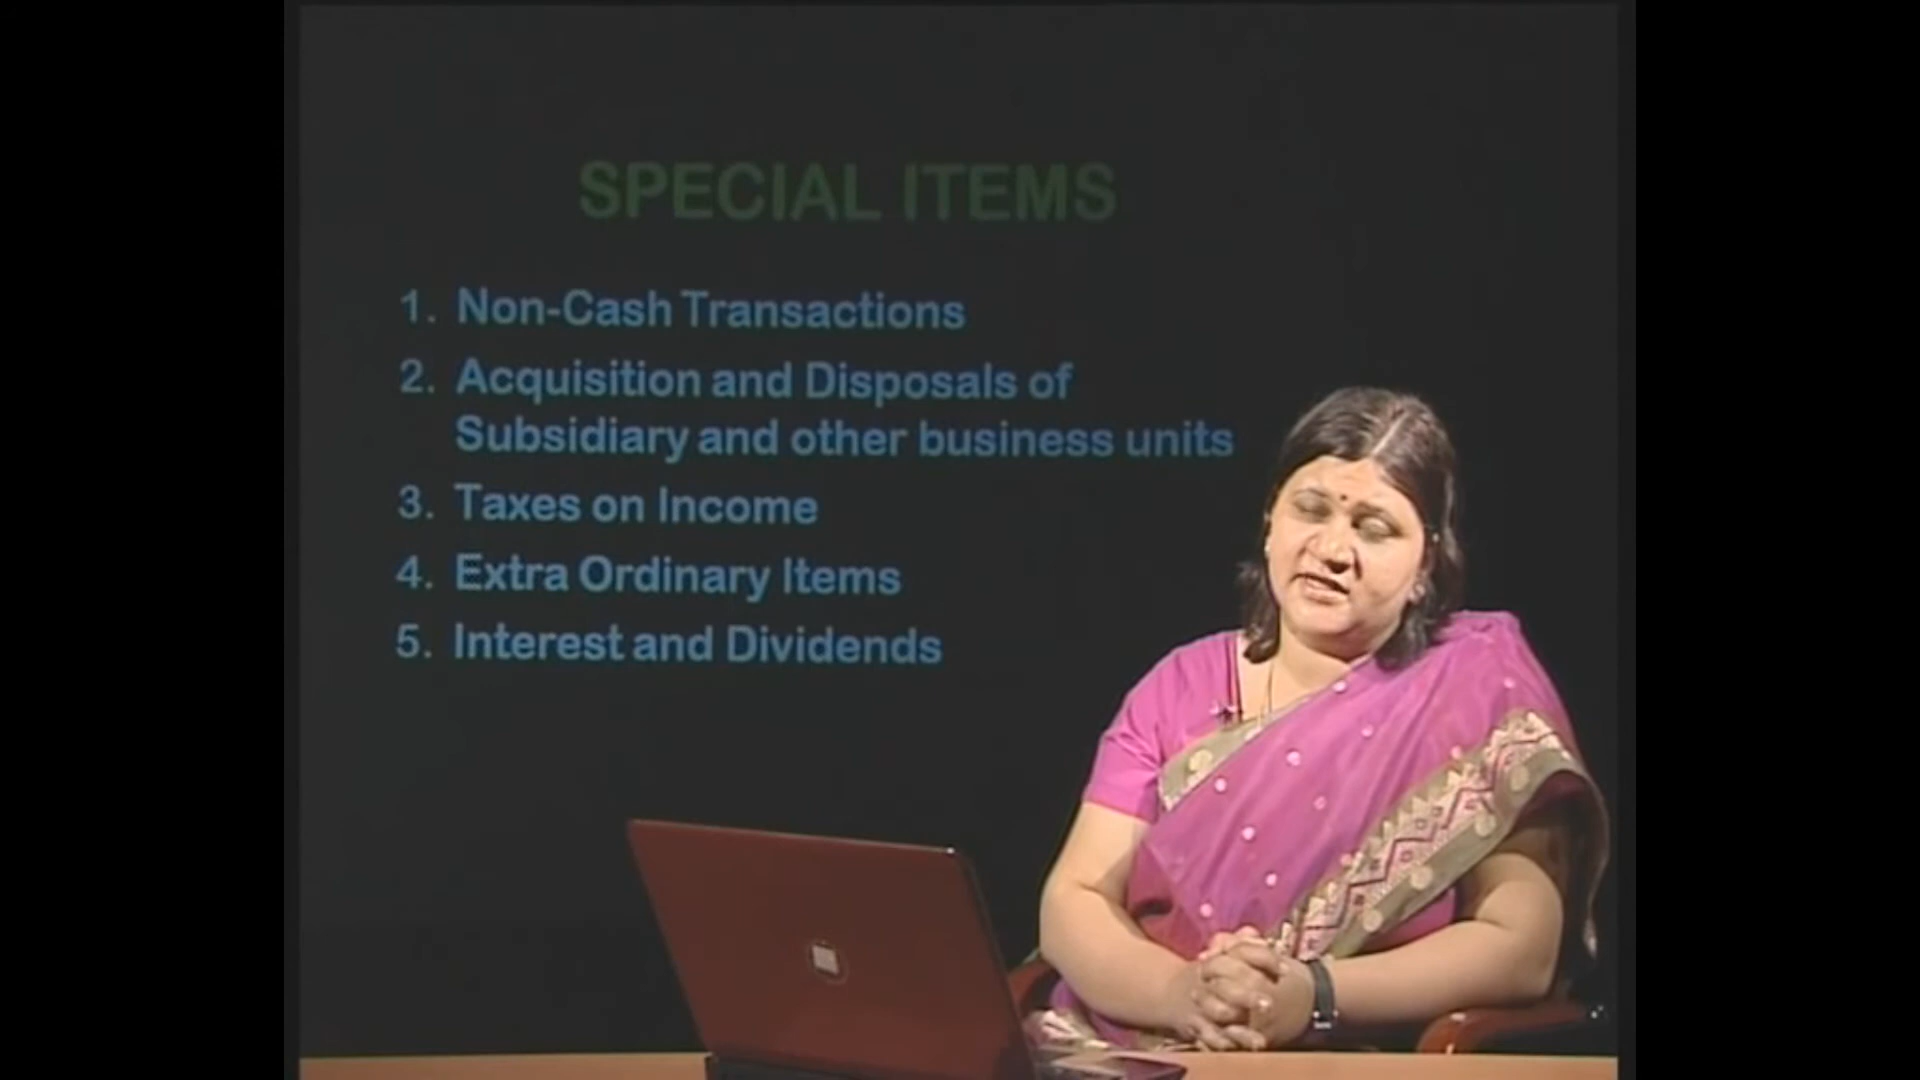 SPECIAL ITEMS
1. Non-Cash Transactions
2. Acquisition and Disposals of
Subsidiary and other business units
3. Taxes on Income
4. Extra Ordinary Items
5. Interest and Dividends